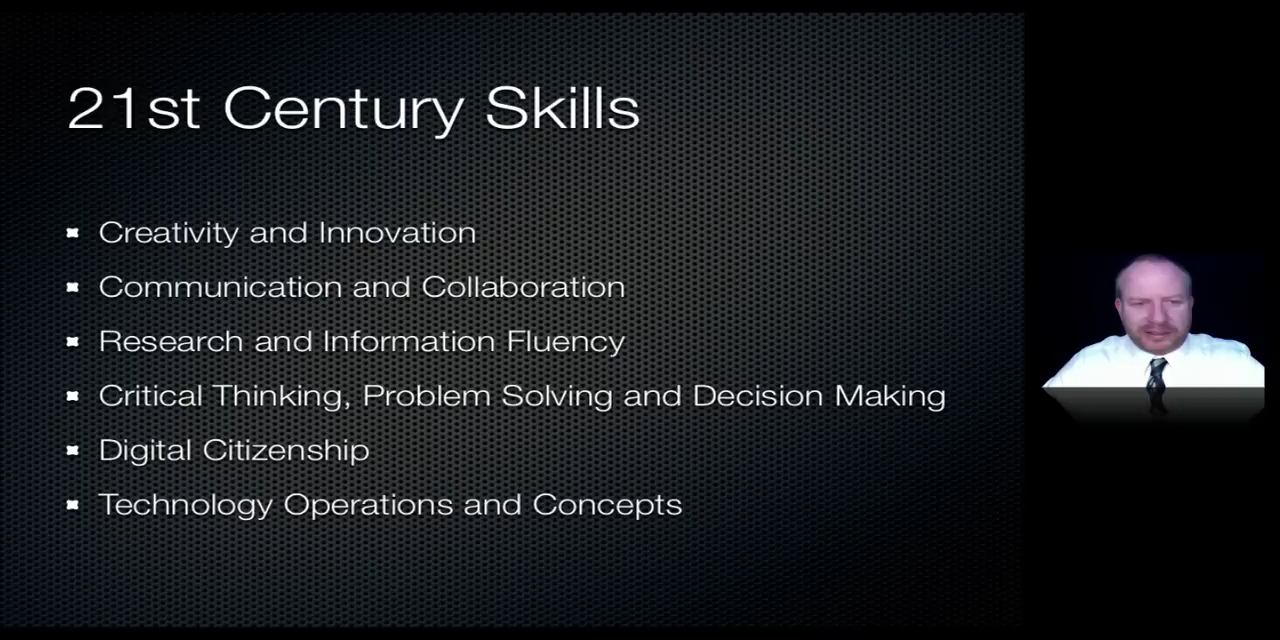 21st Century Skills
Creativity and Innovation
Communication and Collaboration
Research and Information Fluency
Critical Thinking, Problem Solving and Decision Making
Digital Citizenship
Technology Operations and Concepts